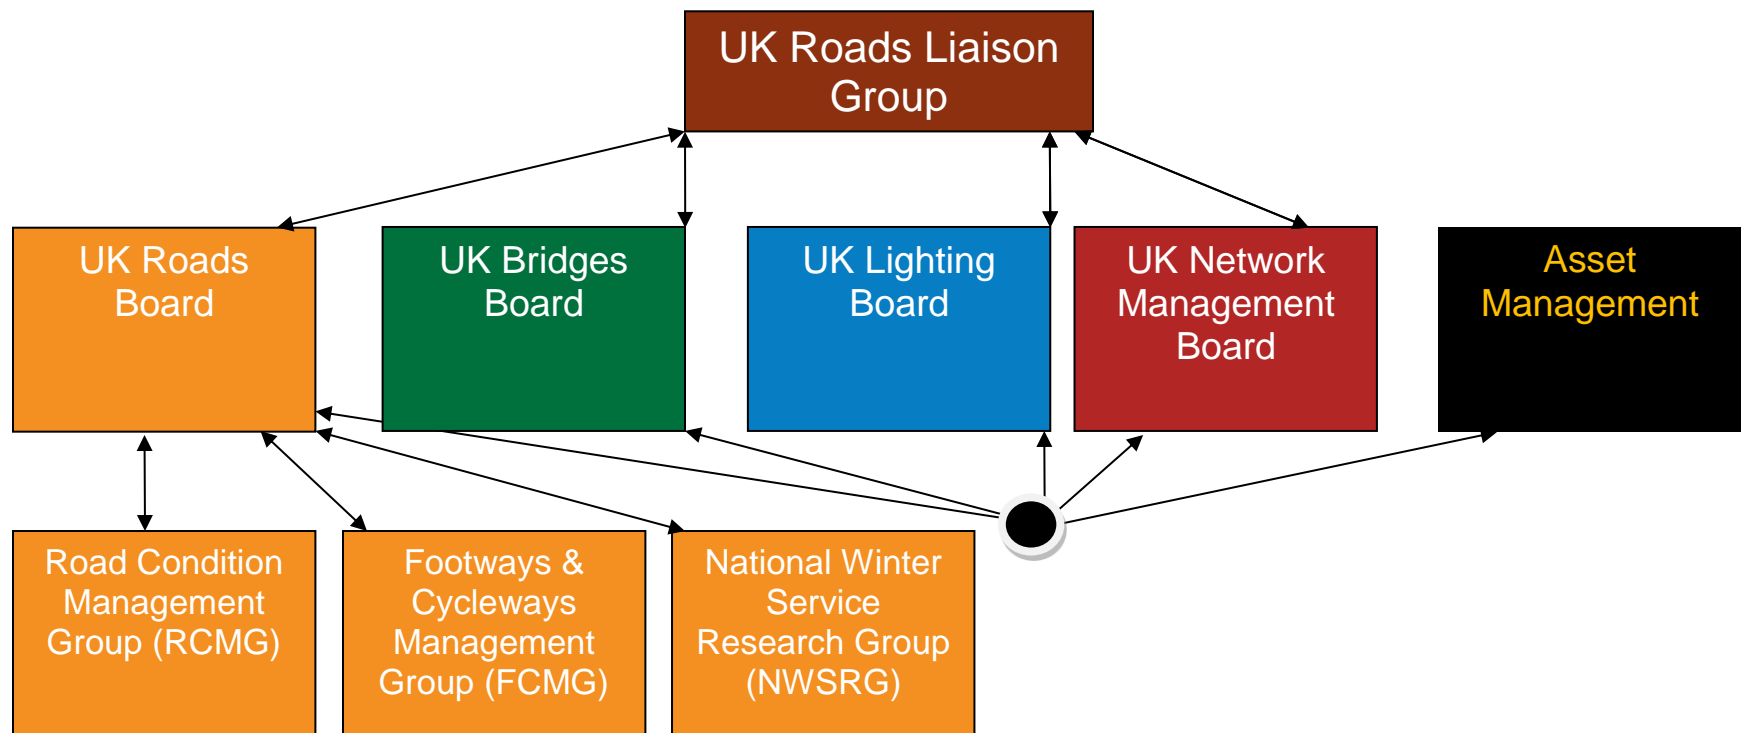 UK Roads Liaison
Group
UK Roads
Board
UK Bridges
Board
UK Lighting
Board
UK Network
Management
Board
Asset
Management
Road Condition
Management
Group (RCMG)
Footways &
Cycleways
Management
Group (FCMG)
National Winter
Service
Research Group
(NWSRG)